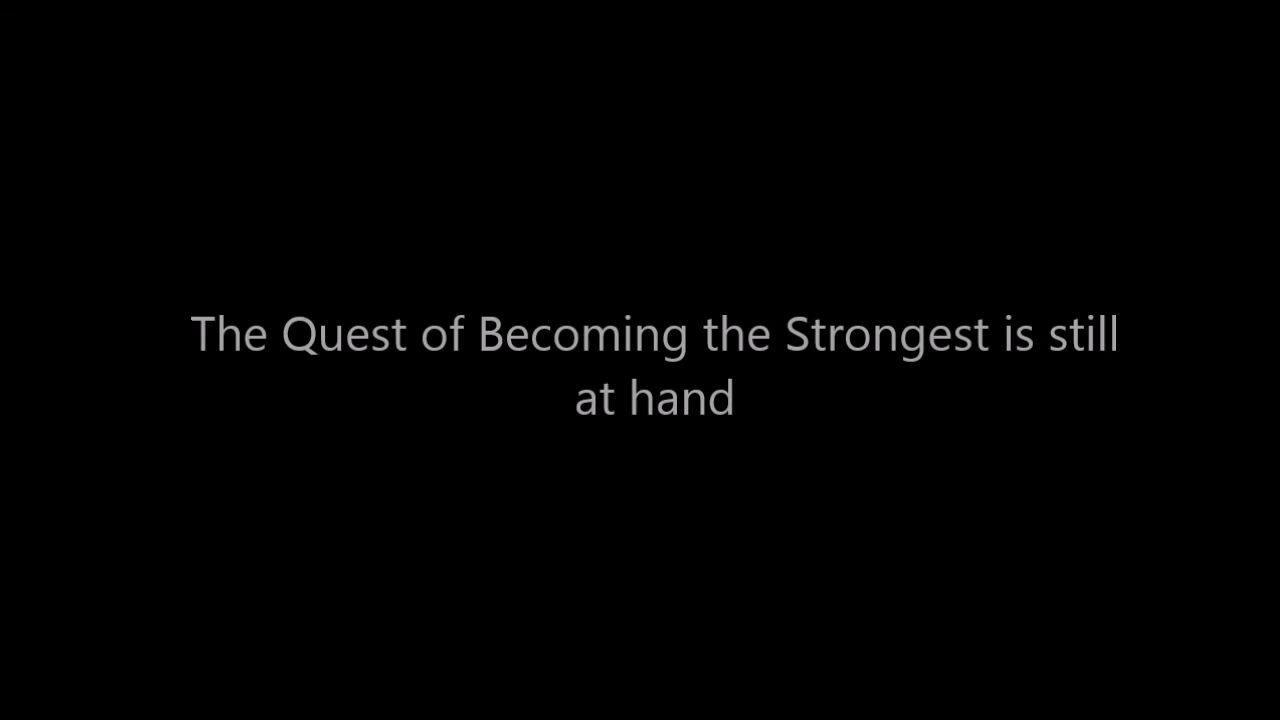 The Quest of Becoming the Strongest is still
at hand